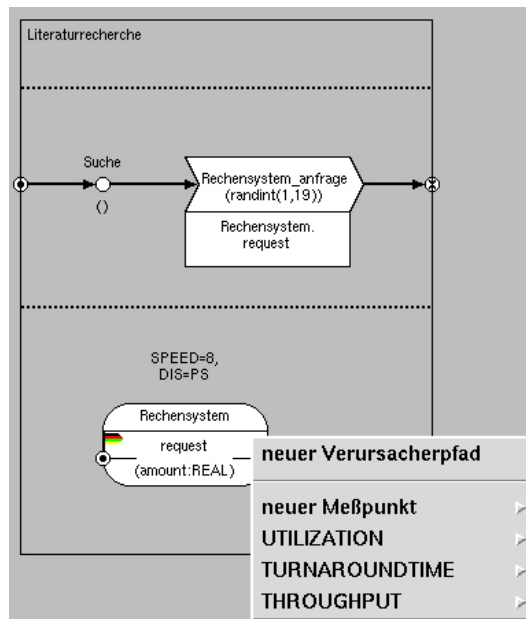 Literaturrecherche
Suche
()
Rechensystem_anfrage
(randint(1,19))
Rechensystem.
request
SPEED=8,
DIS=PS
Rechensystem
request
(amount:REAL)
neuer Verursacherpfad
neuer Meßpunkt
UTILIZATION
TURNAROUNDTIME
THROUGHPUT